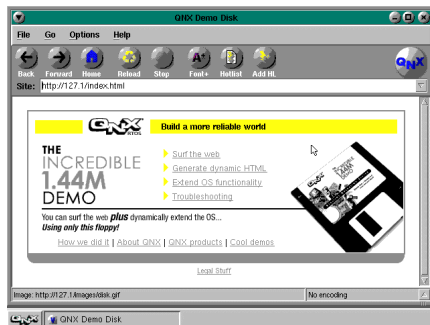 QNX Demo Disk
File Go Options Help
Back Forward Home Reload Stop Font+ Hotlist Add HL
QNX
Site: http://127.1/index.html
QNX RTOS Build a more reliable world
THE
INCREDIBLE
1.44M
DEMO
Surf the web
Generate dynamic HTML
Extend OS functionality
Troubleshooting
You can surf the web plus dynamically extend the OS...
Using only this floppy!
How we did it | About QNX | QNX products | Cool demos
Legal Stuff
Image: http://127.1/images/disk.gif No encoding
QNX QNX Demo Disk